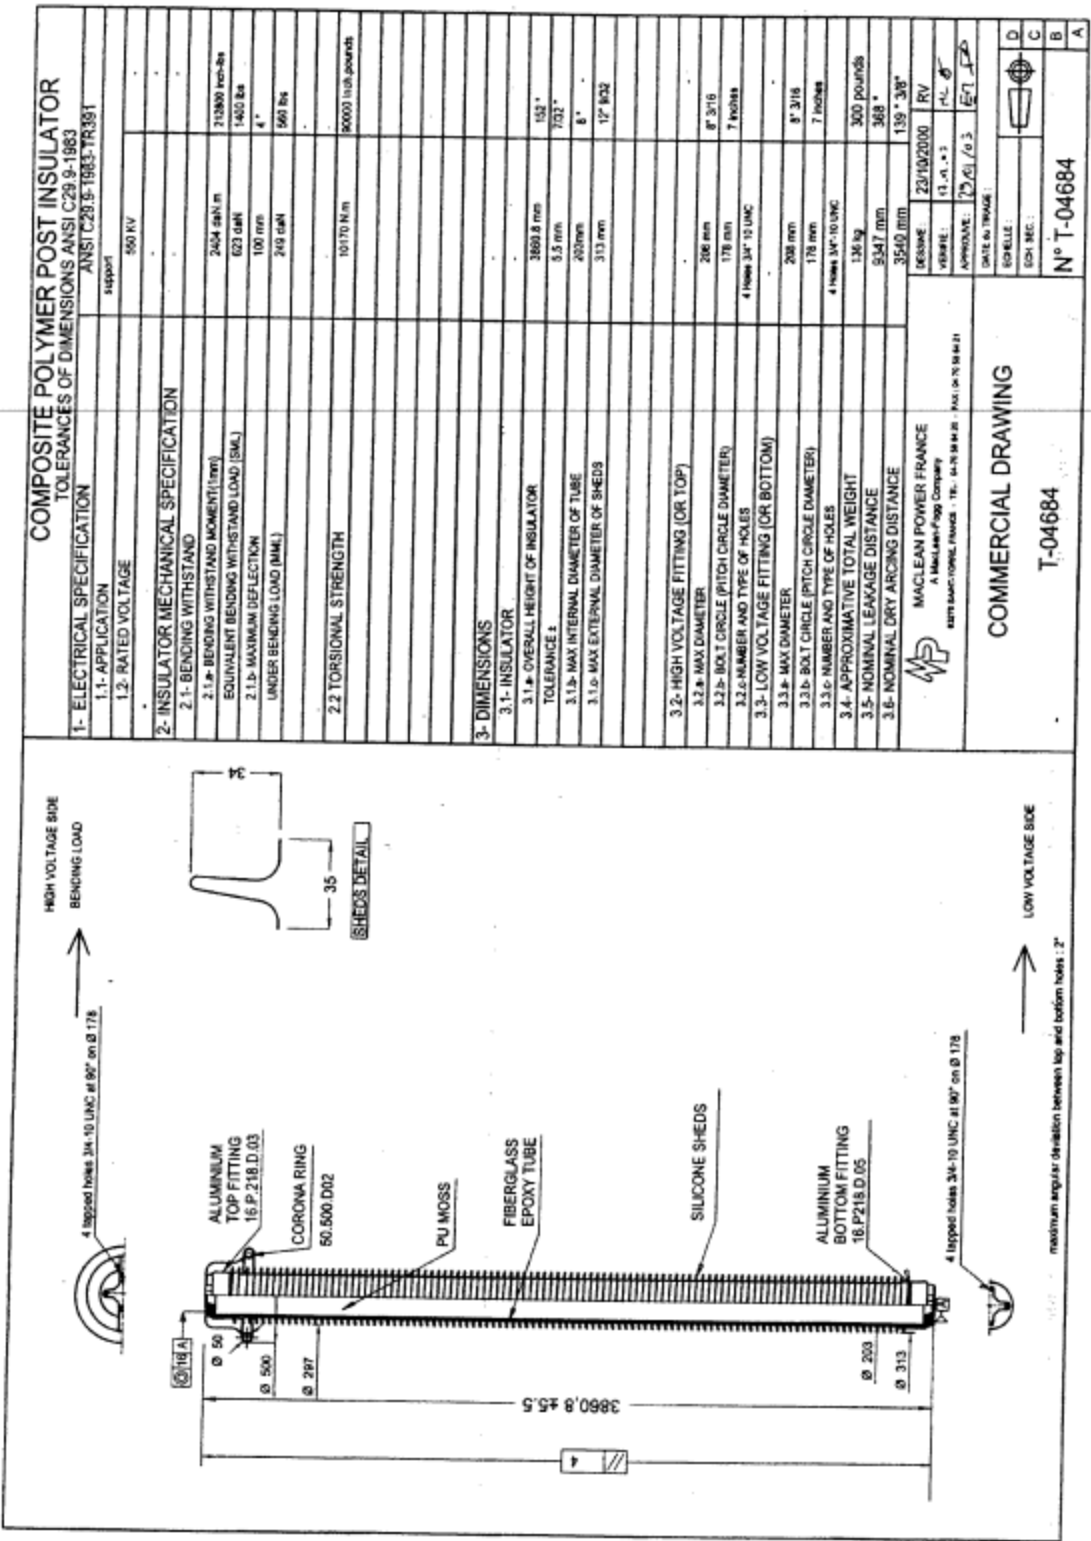 COMPOSITE POLYMER POST INSULATOR
TOLERANCES OF DIMENSIONS ANSI C29.9-1983
1- ELECTRICAL SPECIFICATION ANSI C29.9-1983-TR391
1.1- APPLICATION support
1.2- RATED VOLTAGE 550 KV
2- INSULATOR MECHANICAL SPECIFICATION
2.1- BENDING WITHSTAND
2.1.a- BENDING WITHSTAND MOMENT(1mm) 2404 daN.m 212800 inch-lbs
EQUIVALENT BENDING WITHSTAND LOAD (SML) 623 daN 1400 lbs
2.1.b- MAXIMUM DEFLECTION 100 mm 4 "
UNDER BENDING LOAD (MML) 249 daN 560 lbs
2.2 TORSIONAL STRENGTH 10170 N.m 90000 inch.pounds
3- DIMENSIONS
3.1- INSULATOR
3.1.a- OVERALL HEIGHT OF INSULATOR 3860.8 mm 152 "
TOLERANCE ± 5,5 mm 7/32 "
3.1.b- MAX INTERNAL DIAMETER OF TUBE 203mm 8 "
3.1.c- MAX EXTERNAL DIAMETER OF SHEDS 313 mm 12" 9/32
3.2- HIGH VOLTAGE FITTING (OR TOP)
3.2.a- MAX DIAMETER 208 mm 8" 3/16
3.2.b- BOLT CIRCLE (PITCH CIRCLE DIAMETER) 178 mm 7 inches
3.2.c-NUMBER AND TYPE OF HOLES 4 Holes 3/4" 10 UNC
3.3- LOW VOLTAGE FITTING (OR BOTTOM)
3.3.a- MAX DIAMETER 208 mm 8" 3/16
3.3.b- BOLT CIRCLE (PITCH CIRCLE DIAMETER) 178 mm 7 inches
3.3.c- NUMBER AND TYPE OF HOLES 4 Holes 3/4"-10 UNC
3.4- APPROXIMATIVE TOTAL WEIGHT 136 kg 300 pounds
3.5- NOMINAL LEAKAGE DISTANCE 9347 mm 368 "
3.6- NOMINAL DRY ARCING DISTANCE 3540 mm 139 " 3/8"
MACLEAN POWER FRANCE
A MacLean-Fogg Company
DESSINE : 23/10/2000 RV
VERIFIE :
APPROUVE :
DATE du TIRAGE :
COMMERCIAL DRAWING
ECHELLE :
ECH. SEC. :
T-04684
N° T-04684
D
C
B
A
HIGH VOLTAGE SIDE
BENDING LOAD
4 tapped holes 3/4-10 UNC at 90° on Ø 178
34
35
SHEDS DETAIL
ALUMINIUM
TOP FITTING
16.P.218.D.03
CORONA RING
50.500.D02
PU MOSS
FIBERGLASS
EPOXY TUBE
SILICONE SHEDS
ALUMINIUM
BOTTOM FITTING
16.P218.D.05
Ø 50
Ø 500
Ø 297
Ø 203
Ø 313
3860,8 ±5.5
// 4
A
4 tapped holes 3/4-10 UNC at 90° on Ø 178
LOW VOLTAGE SIDE
maximum angular deviation between top and bottom holes : 2°